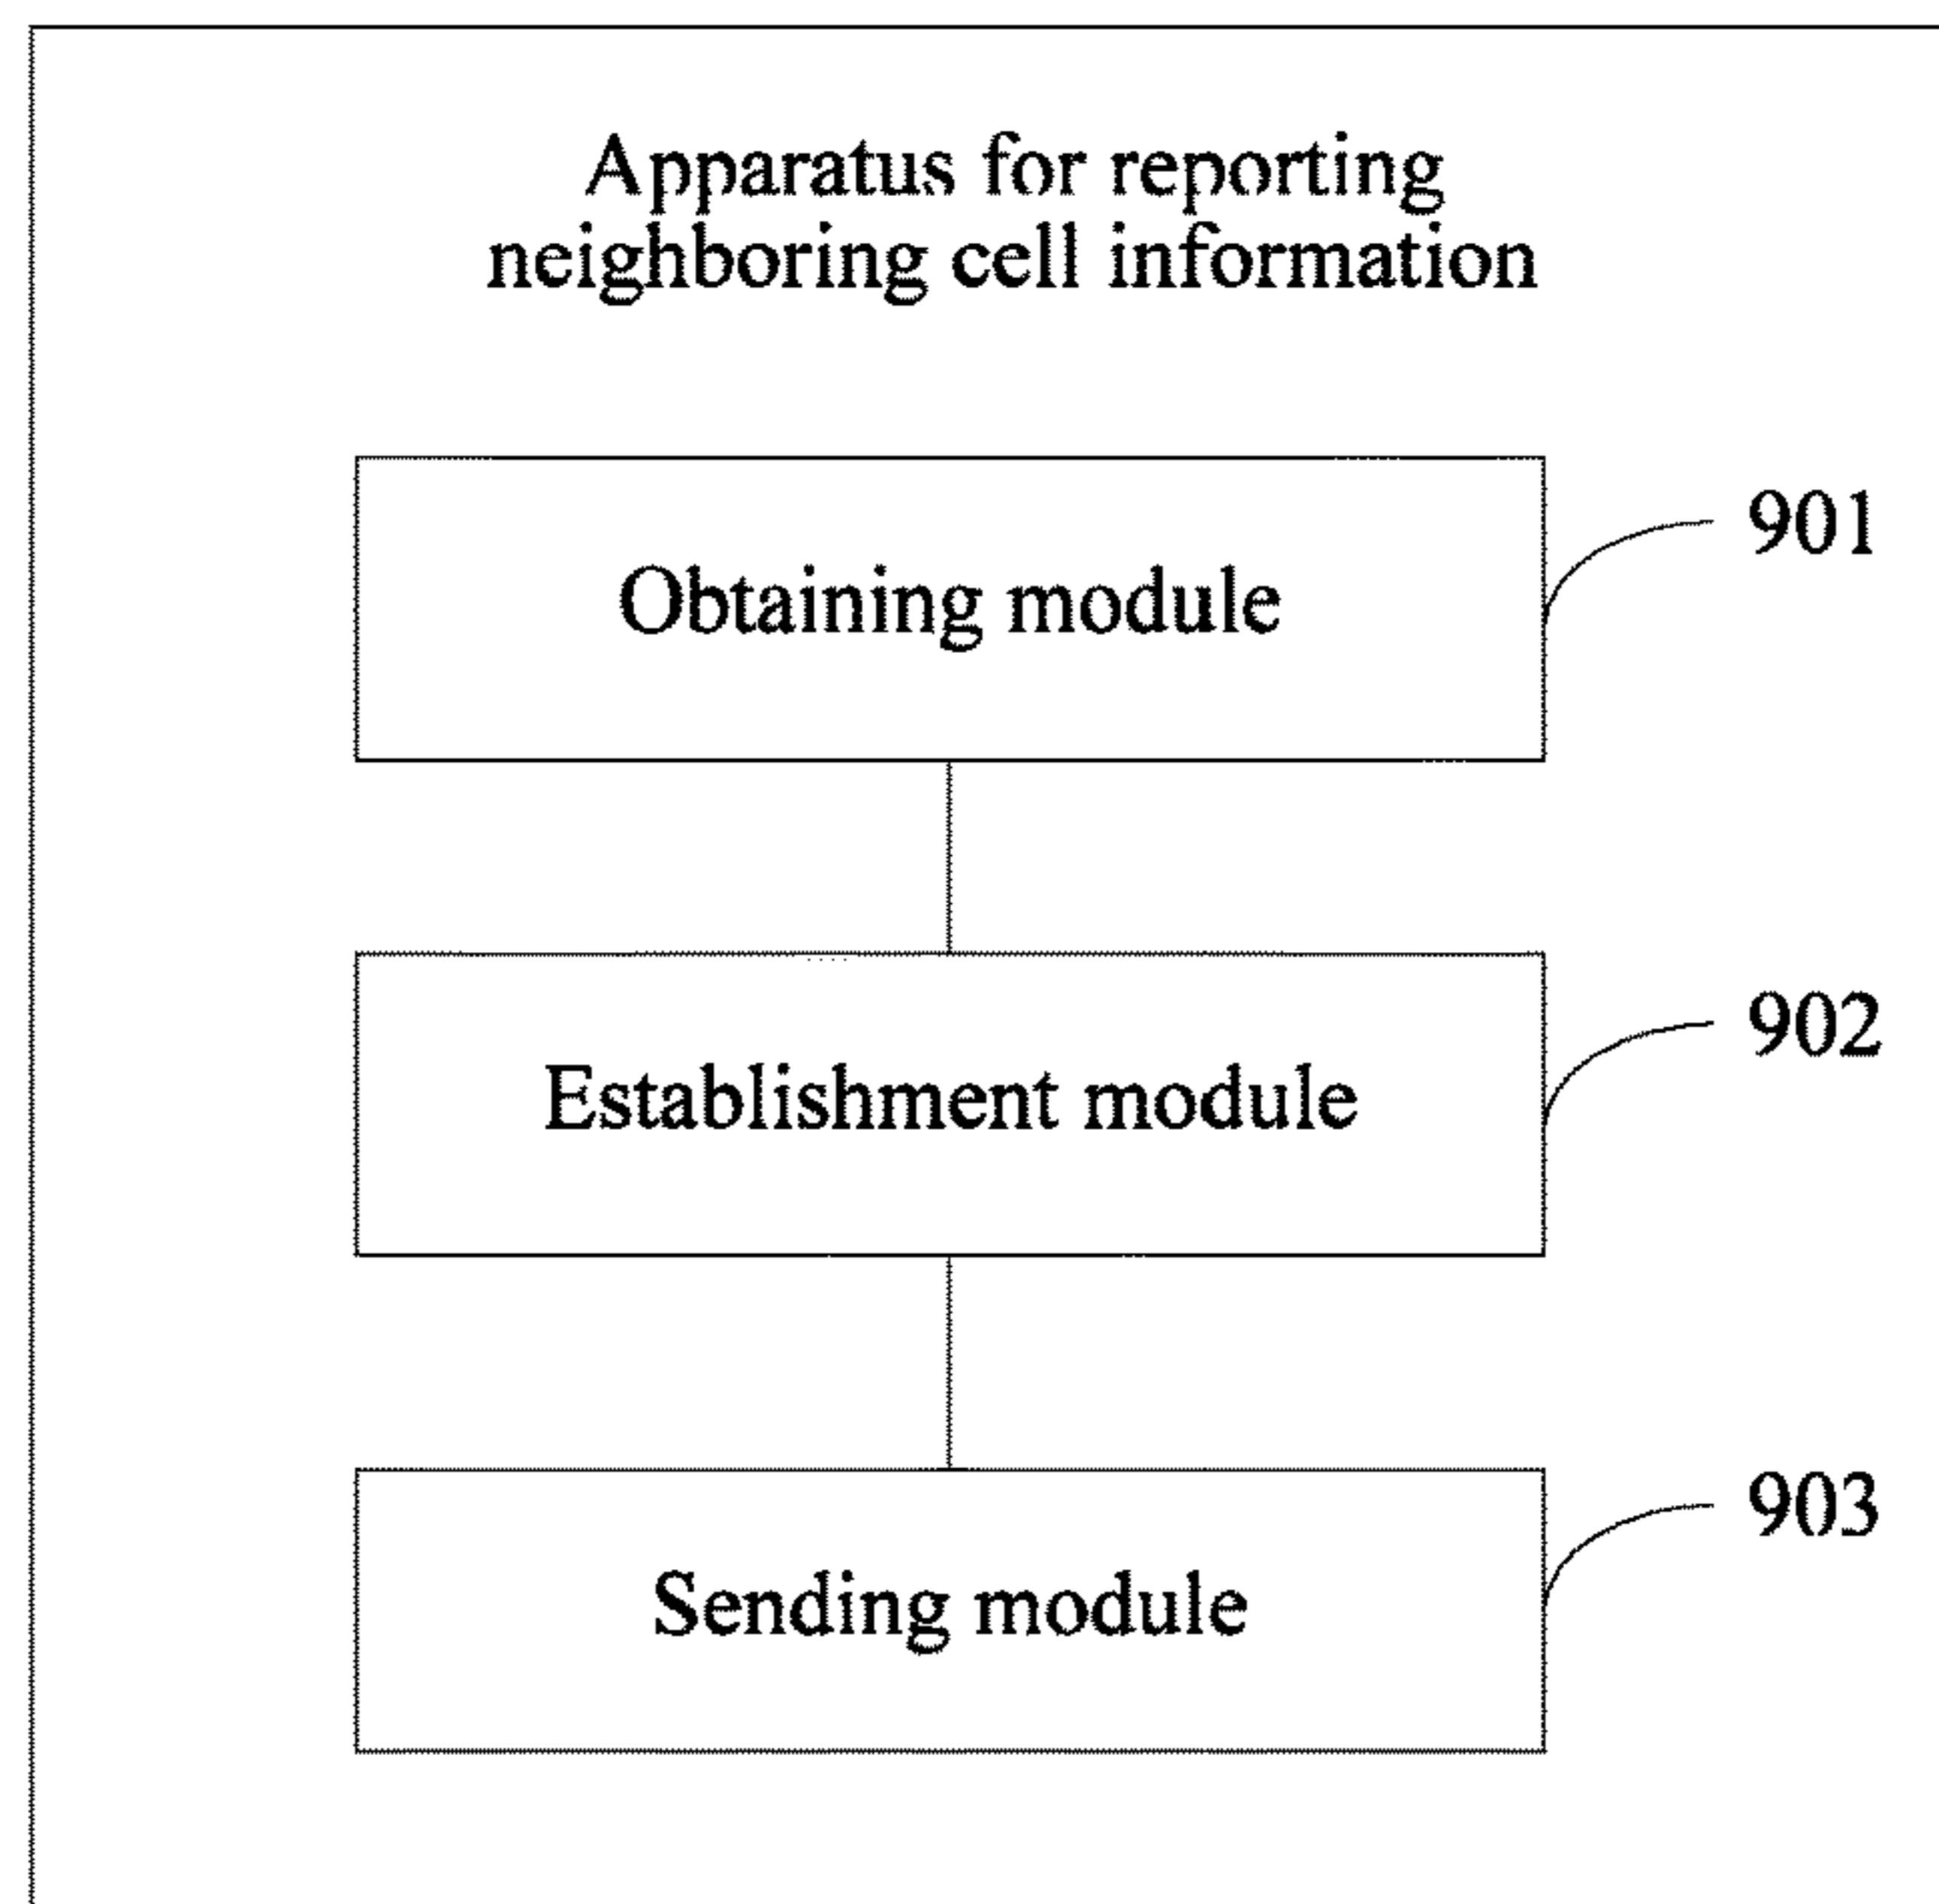 Apparatus for reporting
neighboring cell information
Obtaining module
901
Establishment module
902
Sending module
903